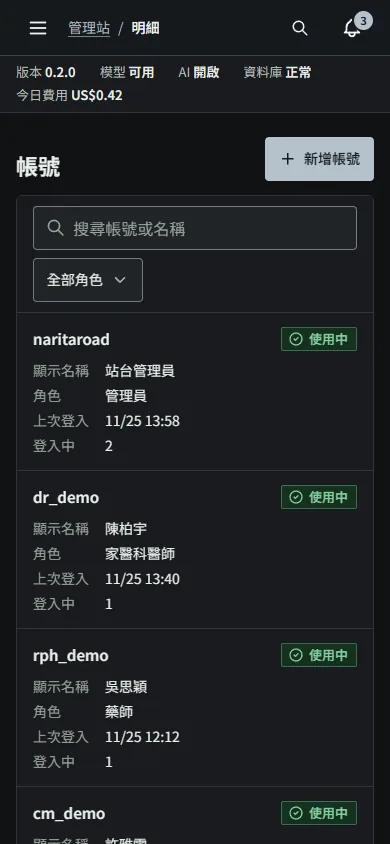 管理站 / 明細
3
版本 0.2.0 模型 可用 AI 開啟 資料庫 正常
今日費用 US$0.42
帳號
新增帳號
搜尋帳號或名稱
全部角色
naritaroad 使用中
顯示名稱 站台管理員
角色 管理員
上次登入 11/25 13:58
登入中 2
dr_demo 使用中
顯示名稱 陳柏宇
角色 家醫科醫師
上次登入 11/25 13:40
登入中 1
rph_demo 使用中
顯示名稱 吳思穎
角色 藥師
上次登入 11/25 12:12
登入中 1
cm_demo 使用中
顯示名稱